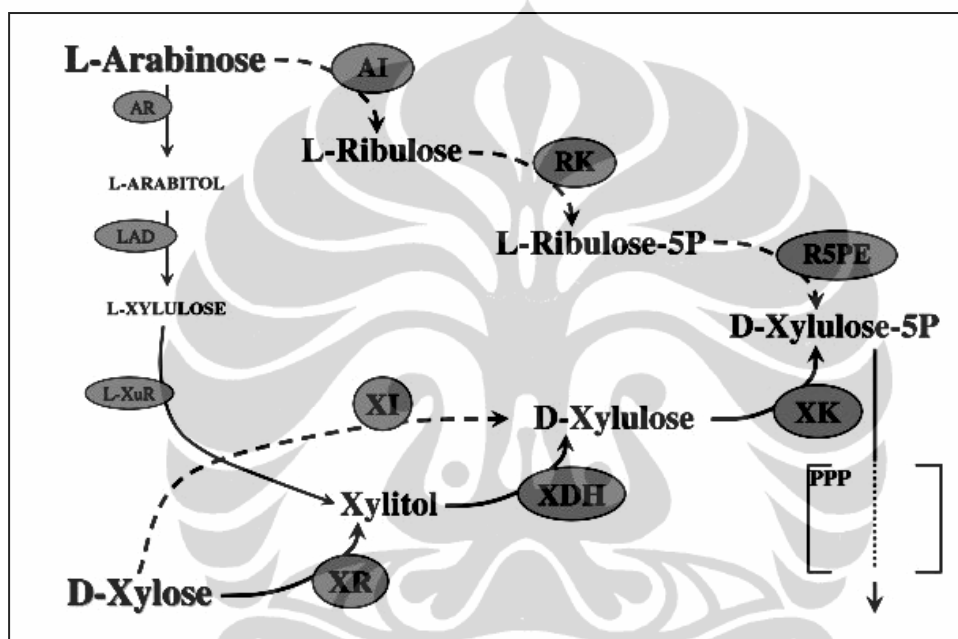 L-Arabinose
AI
AR
L-Ribulose
RK
L-ARABITOL
LAD
L-Ribulose-5P
R5PE
L-XYLULOSE
D-Xylulose-5P
L-XuR
XI
D-Xylulose
XK
PPP
Xylitol
XDH
D-Xylose
XR